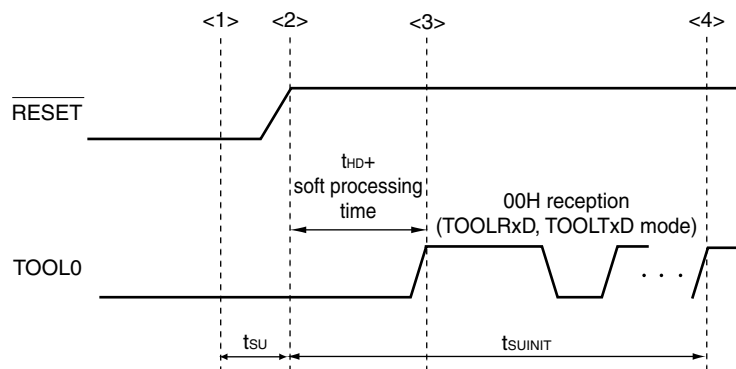 <1> <2> <3> <4>
RESET
tHD+
soft processing
time
00H reception
(TOOLRxD, TOOLTxD mode)
TOOL0
. . .
tSU
tSUINIT